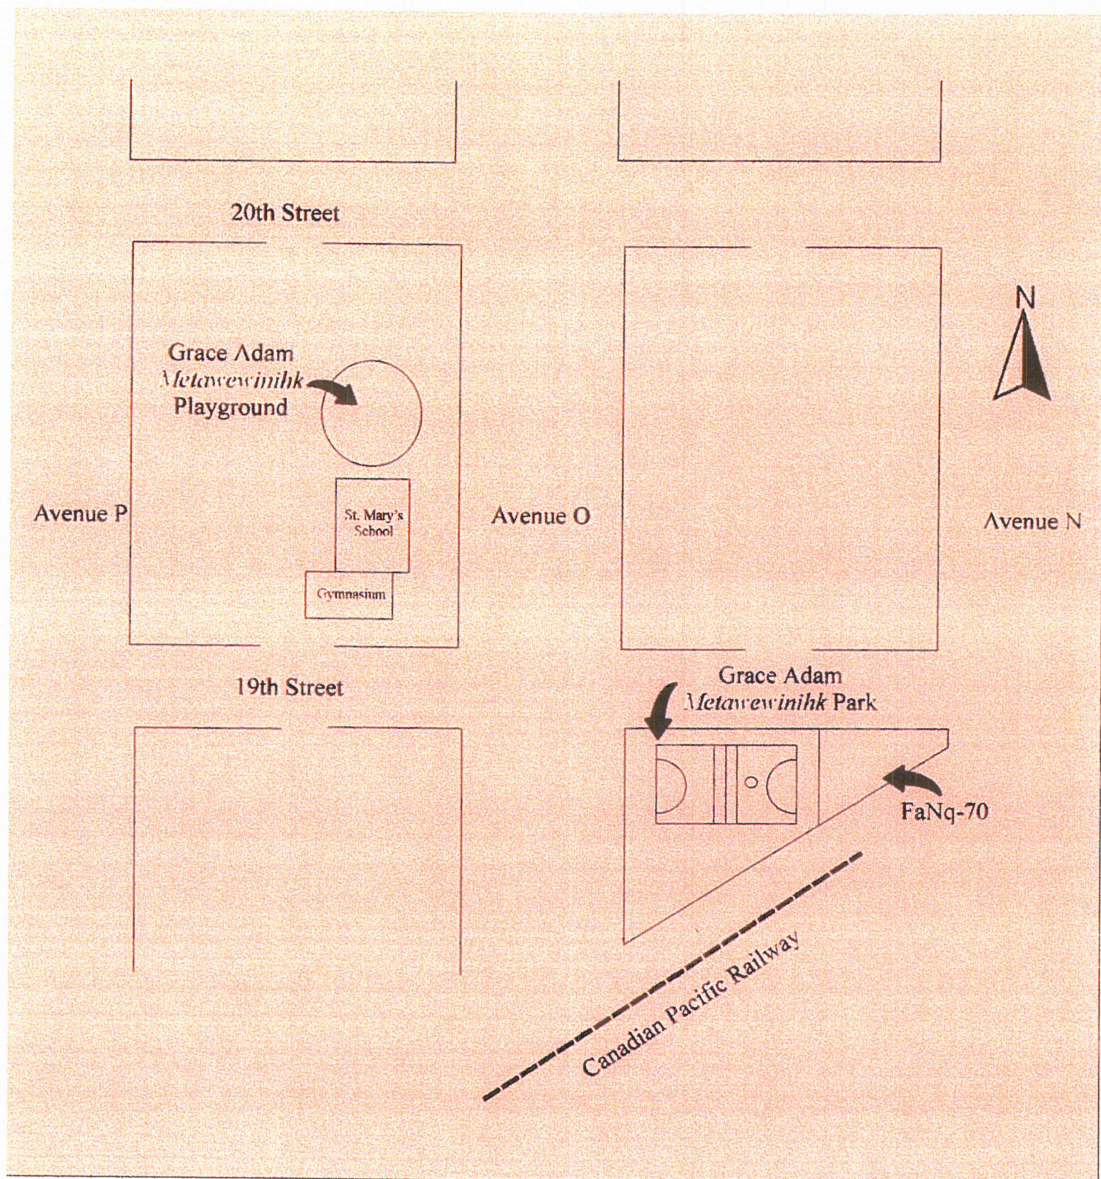 20th Street
N
Grace Adam
Metawewinihk
Playground
Avenue P
St. Mary's
School
Avenue O
Avenue N
Gymnasium
Grace Adam
Metawewinihk Park
19th Street
FaNq-70
Canadian Pacific Railway